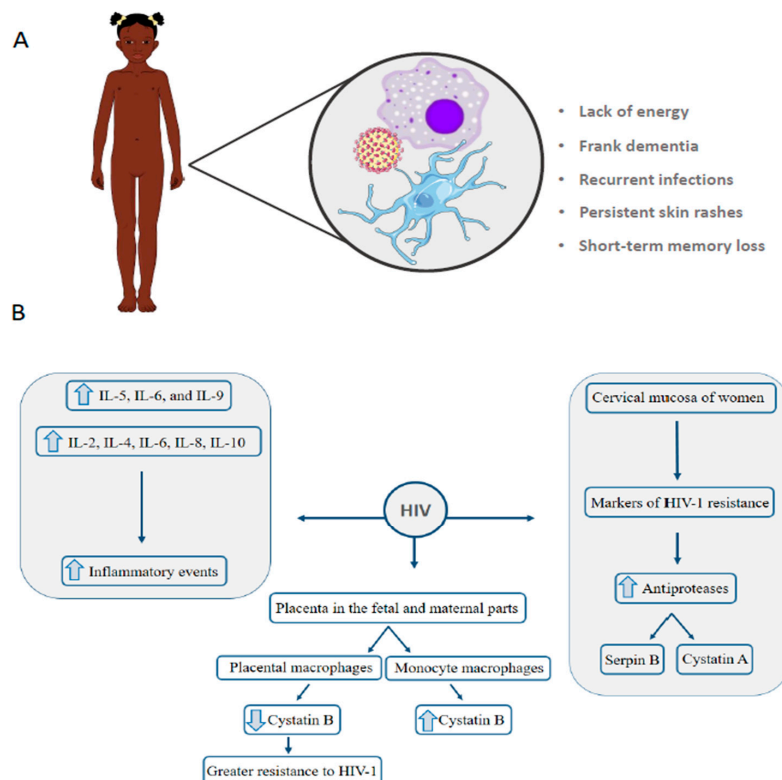 A
• Lack of energy
• Frank dementia
• Recurrent infections
• Persistent skin rashes
• Short-term memory loss
B
IL-5, IL-6, and IL-9
IL-2, IL-4, IL-6, IL-8, IL-10
Inflammatory events
HIV
Placenta in the fetal and maternal parts
Placental macrophages
Monocyte macrophages
Cystatin B
Cystatin B
Greater resistance to HIV-1
Cervical mucosa of women
Markers of HIV-1 resistance
Antiproteases
Serpin B
Cystatin A